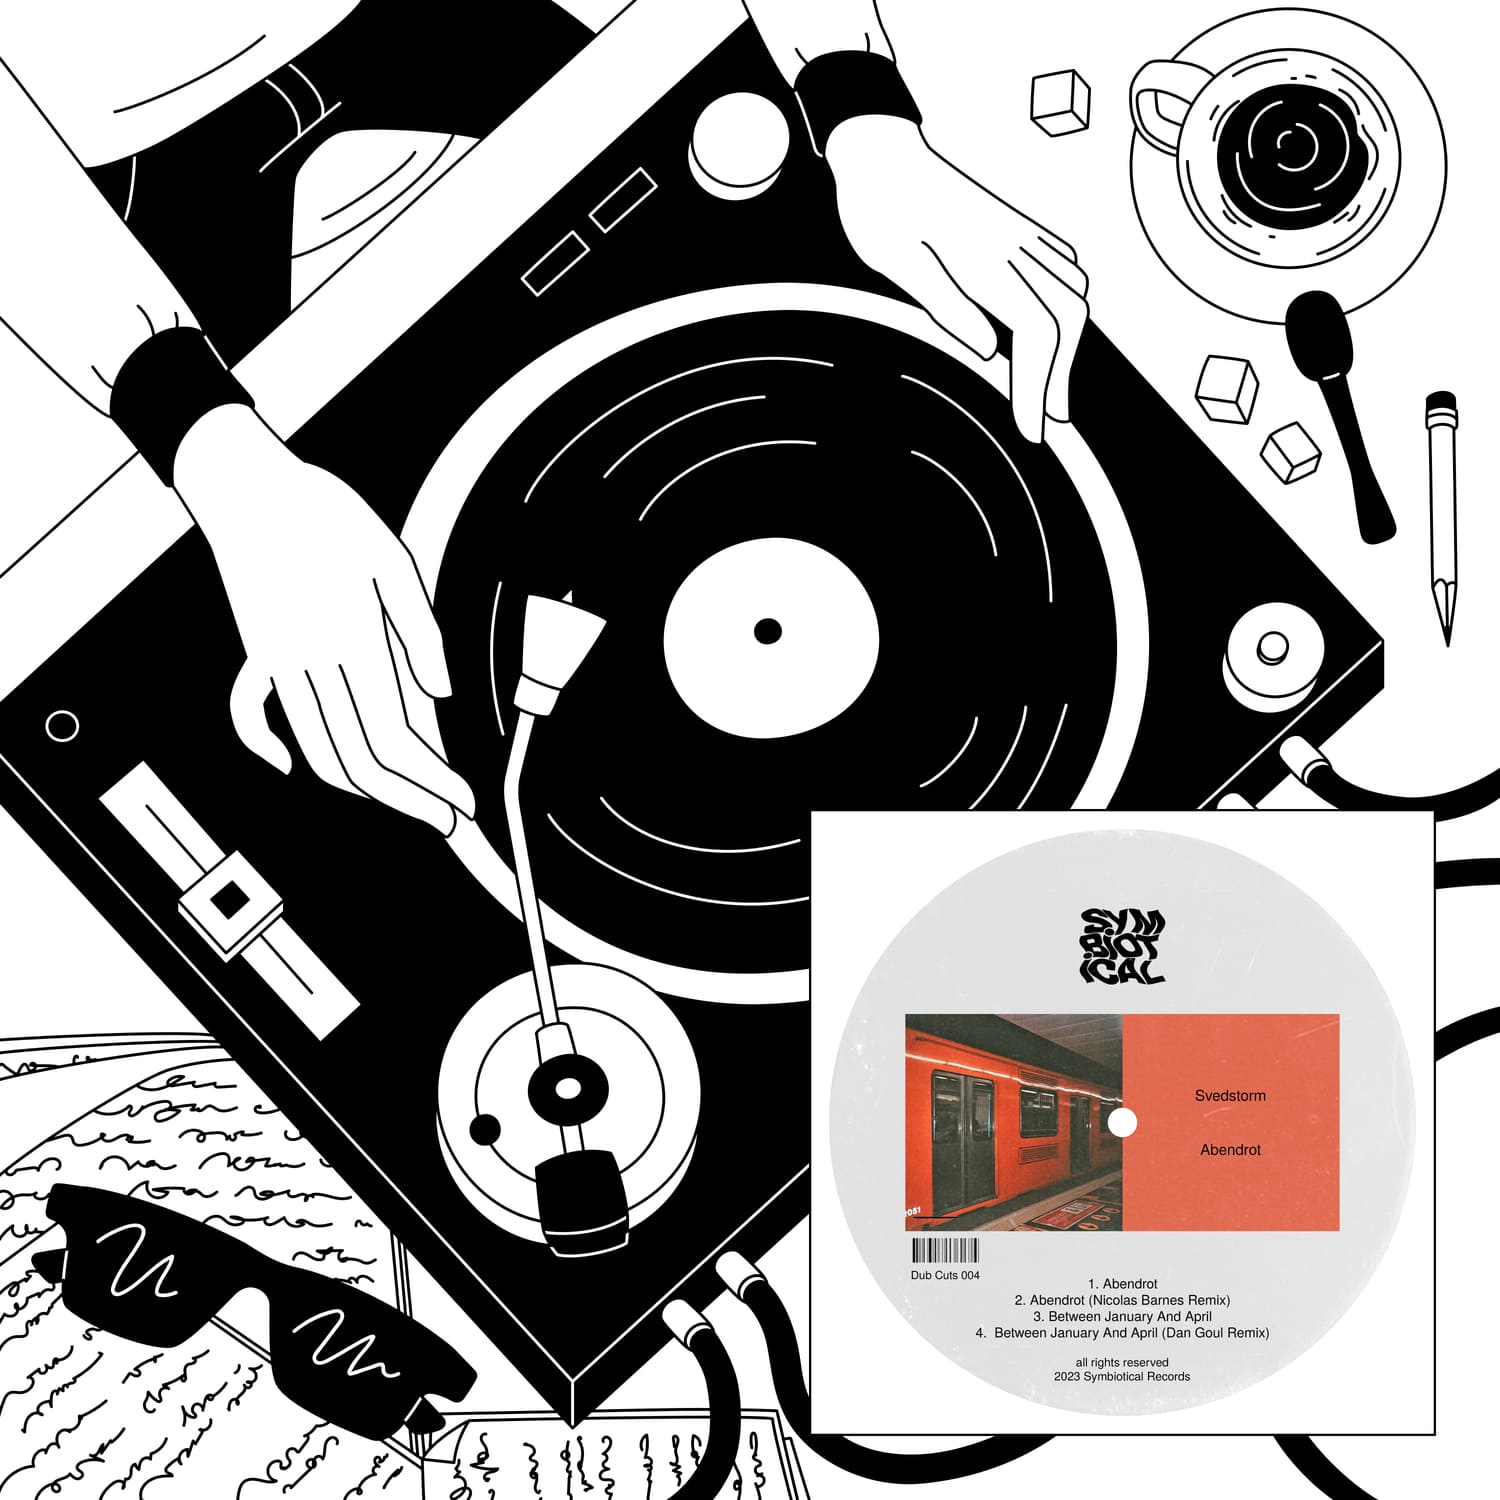 SYM
BIOT
ICAL
Svedstorm
Abendrot
2051
Dub Cuts 004
1. Abendrot
2. Abendrot (Nicolas Barnes Remix)
3. Between January And April
4. Between January And April (Dan Goul Remix)
all rights reserved
2023 Symbiotical Records